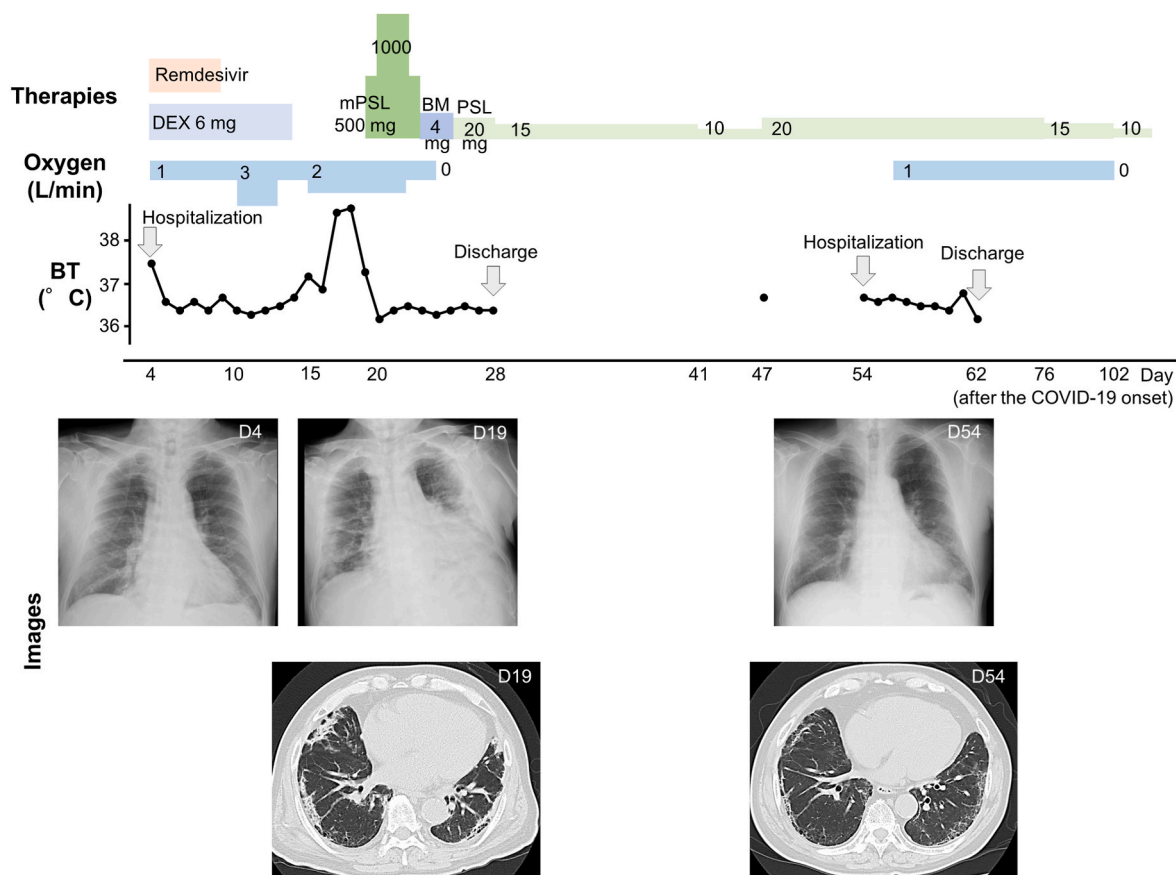 1000
Remdesivir
Therapies
mPSL BM PSL
DEX 6 mg 500 mg 4 20 15 10 20 15 10
mg mg
Oxygen
(L/min)
1 3 2 0 1 0
Hospitalization
Hospitalization
Discharge
Discharge
BT
(° C)
38
37
36
4 10 15 20 28 41 47 54 62 76 102 Day
(after the COVID-19 onset)
D4 D19 D54
Images
D19 D54